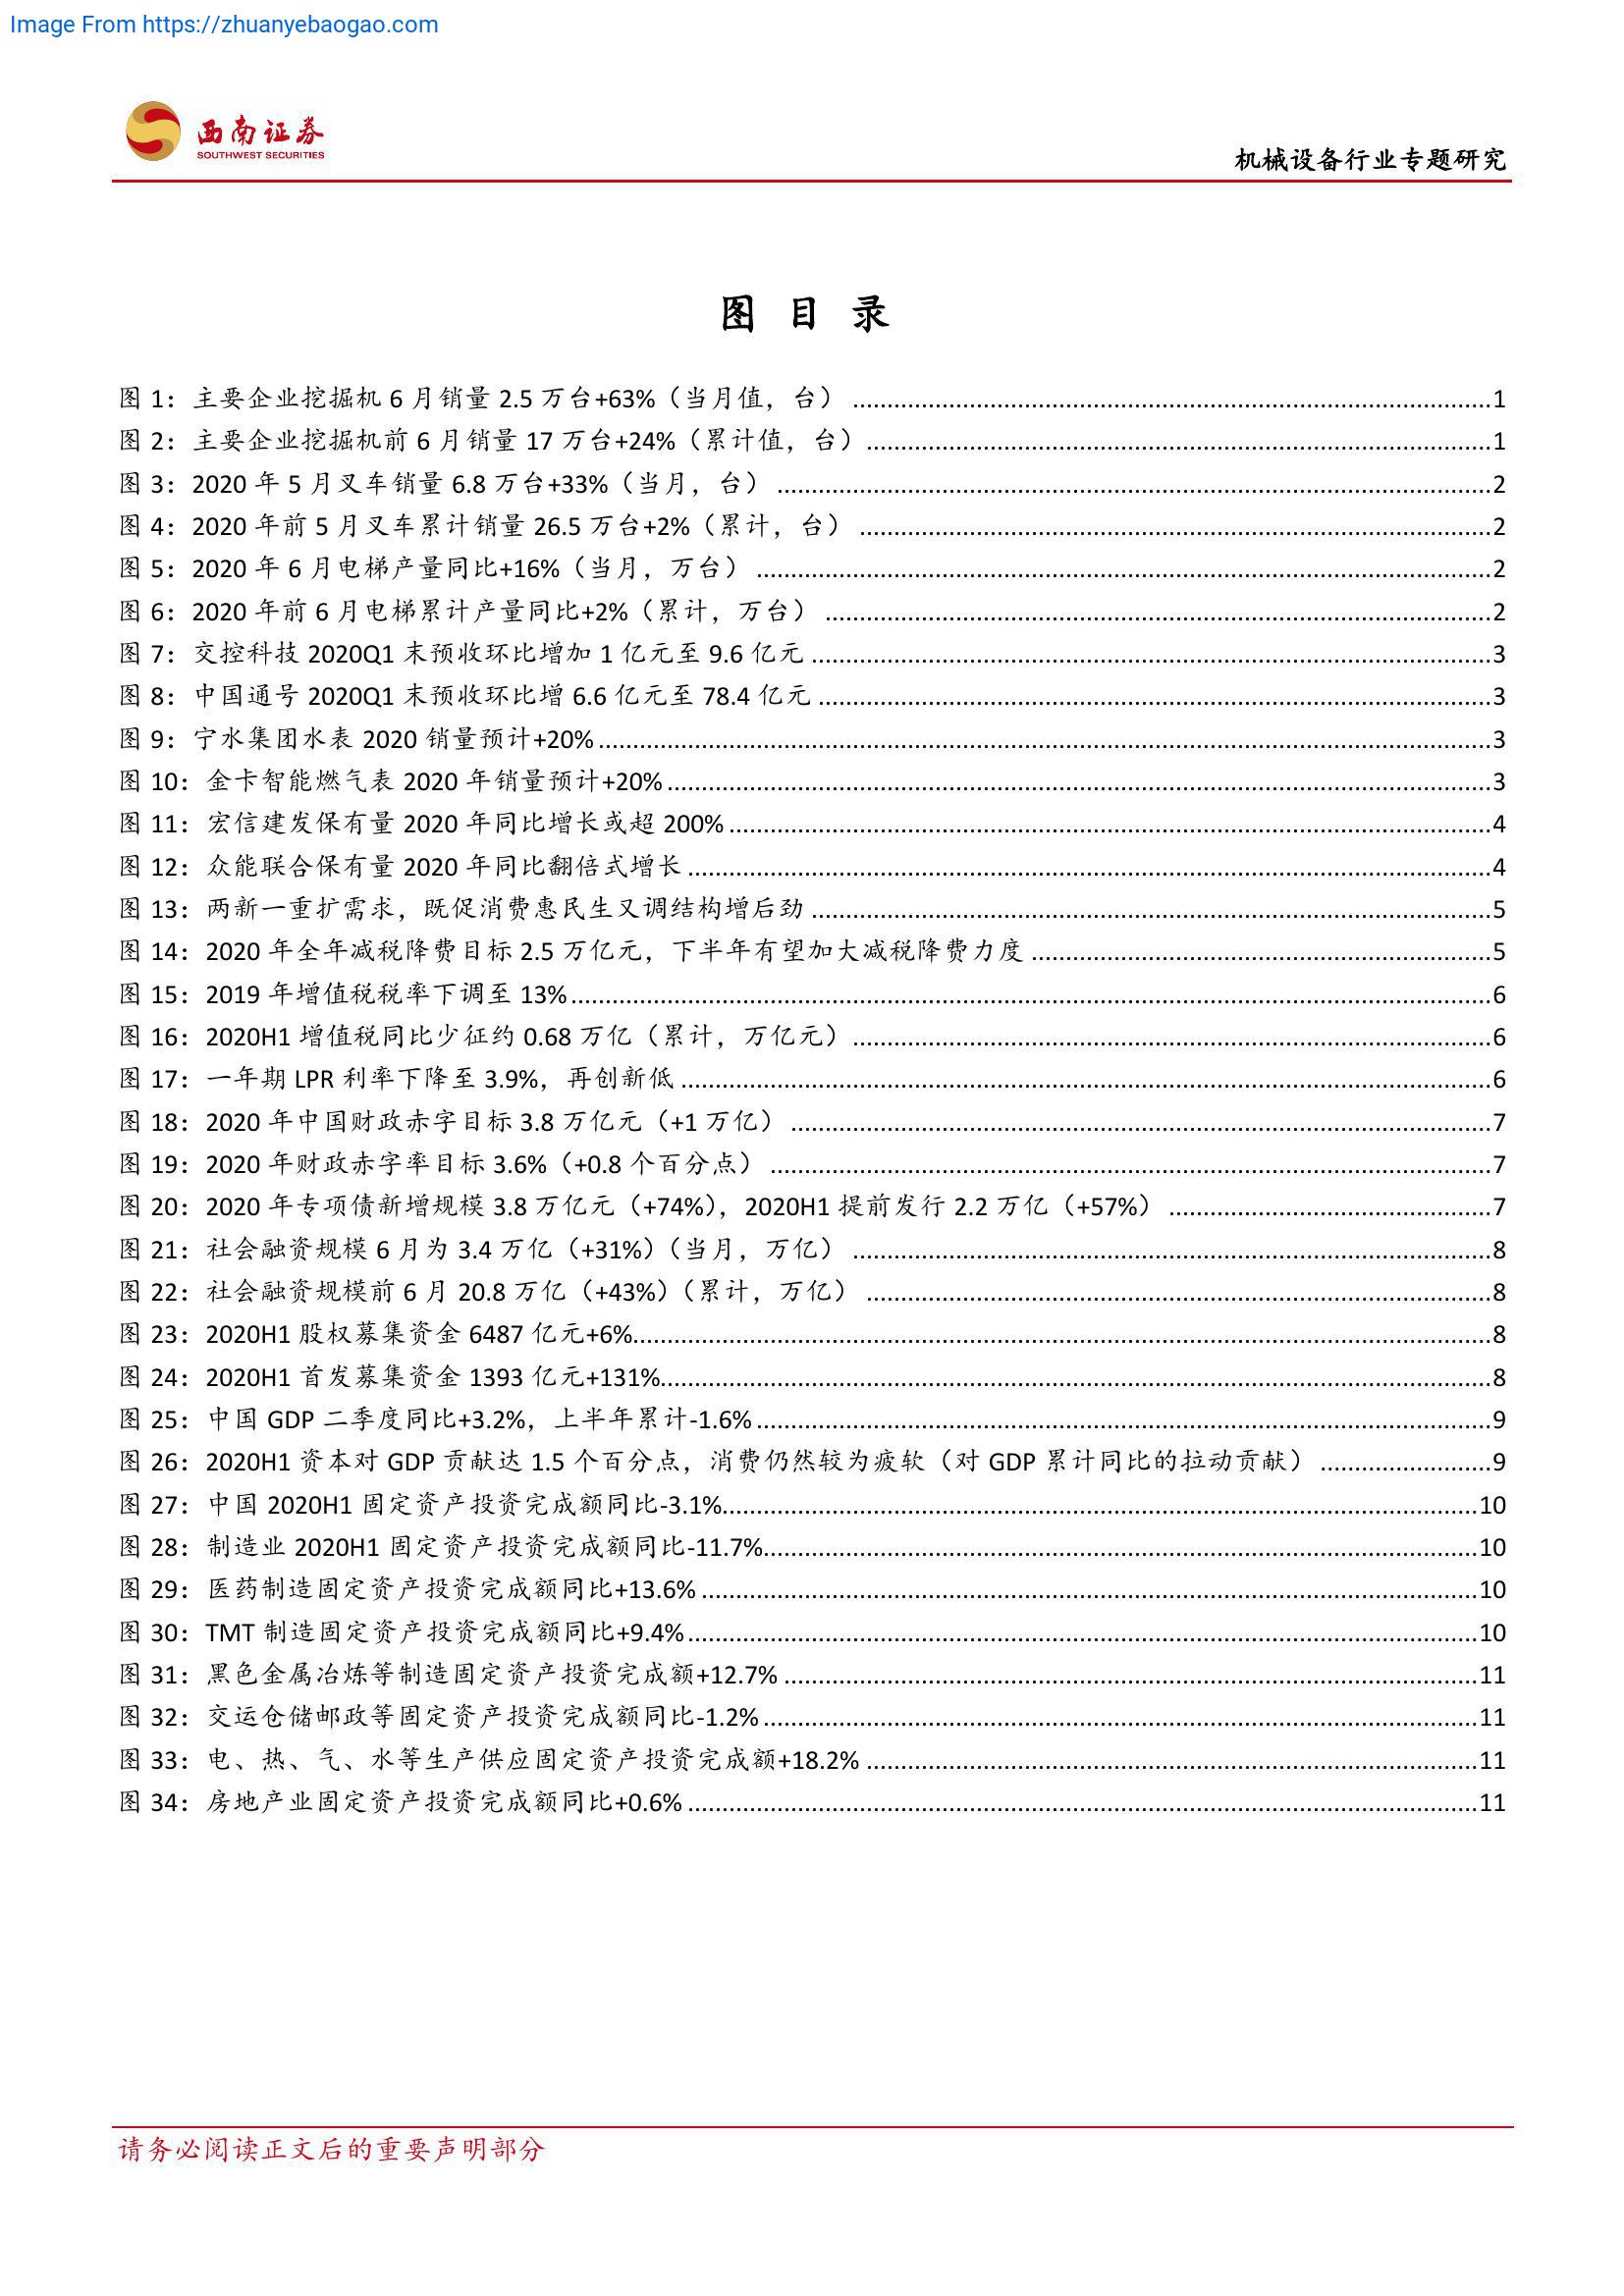 Image From https://zhuanyebaogao.com
西南证券
SOUTHWEST SECURITIES
机械设备行业专题研究
图 目 录
图 1：主要企业挖掘机 6 月销量 2.5 万台+63%（当月值，台） ........ 1
图 2：主要企业挖掘机前 6 月销量 17 万台+24%（累计值，台） ........ 1
图 3：2020 年 5 月叉车销量 6.8 万台+33%（当月，台） ........ 2
图 4：2020 年前 5 月叉车累计销量 26.5 万台+2%（累计，台） ........ 2
图 5：2020 年 6 月电梯产量同比+16%（当月，万台） ........ 2
图 6：2020 年前 6 月电梯累计产量同比+2%（累计，万台） ........ 2
图 7：交控科技 2020Q1 末预收环比增加 1 亿元至 9.6 亿元 ........ 3
图 8：中国通号 2020Q1 末预收环比增 6.6 亿元至 78.4 亿元 ........ 3
图 9：宁水集团水表 2020 销量预计+20% ........ 3
图 10：金卡智能燃气表 2020 年销量预计+20% ........ 3
图 11：宏信建发保有量 2020 年同比增长或超 200% ........ 4
图 12：众能联合保有量 2020 年同比翻倍式增长 ........ 4
图 13：两新一重扩需求，既促消费惠民生又调结构增后劲 ........ 5
图 14：2020 年全年减税降费目标 2.5 万亿元，下半年有望加大减税降费力度 ........ 5
图 15：2019 年增值税税率下调至 13% ........ 6
图 16：2020H1 增值税同比少征约 0.68 万亿（累计，万亿元） ........ 6
图 17：一年期 LPR 利率下降至 3.9%，再创新低 ........ 6
图 18：2020 年中国财政赤字目标 3.8 万亿元（+1 万亿） ........ 7
图 19：2020 年财政赤字率目标 3.6%（+0.8 个百分点） ........ 7
图 20：2020 年专项债新增规模 3.8 万亿元（+74%），2020H1 提前发行 2.2 万亿（+57%） ........ 7
图 21：社会融资规模 6 月为 3.4 万亿（+31%）（当月，万亿） ........ 8
图 22：社会融资规模前 6 月 20.8 万亿（+43%）（累计，万亿） ........ 8
图 23：2020H1 股权募集资金 6487 亿元+6% ........ 8
图 24：2020H1 首发募集资金 1393 亿元+131% ........ 8
图 25：中国 GDP 二季度同比+3.2%，上半年累计-1.6% ........ 9
图 26：2020H1 资本对 GDP 贡献达 1.5 个百分点，消费仍然较为疲软（对 GDP 累计同比的拉动贡献） ........ 9
图 27：中国 2020H1 固定资产投资完成额同比-3.1% ........ 10
图 28：制造业 2020H1 固定资产投资完成额同比-11.7% ........ 10
图 29：医药制造固定资产投资完成额同比+13.6% ........ 10
图 30：TMT 制造固定资产投资完成额同比+9.4% ........ 10
图 31：黑色金属冶炼等制造固定资产投资完成额+12.7% ........ 11
图 32：交运仓储邮政等固定资产投资完成额同比-1.2% ........ 11
图 33：电、热、气、水等生产供应固定资产投资完成额+18.2% ........ 11
图 34：房地产业固定资产投资完成额同比+0.6% ........ 11
请务必阅读正文后的重要声明部分